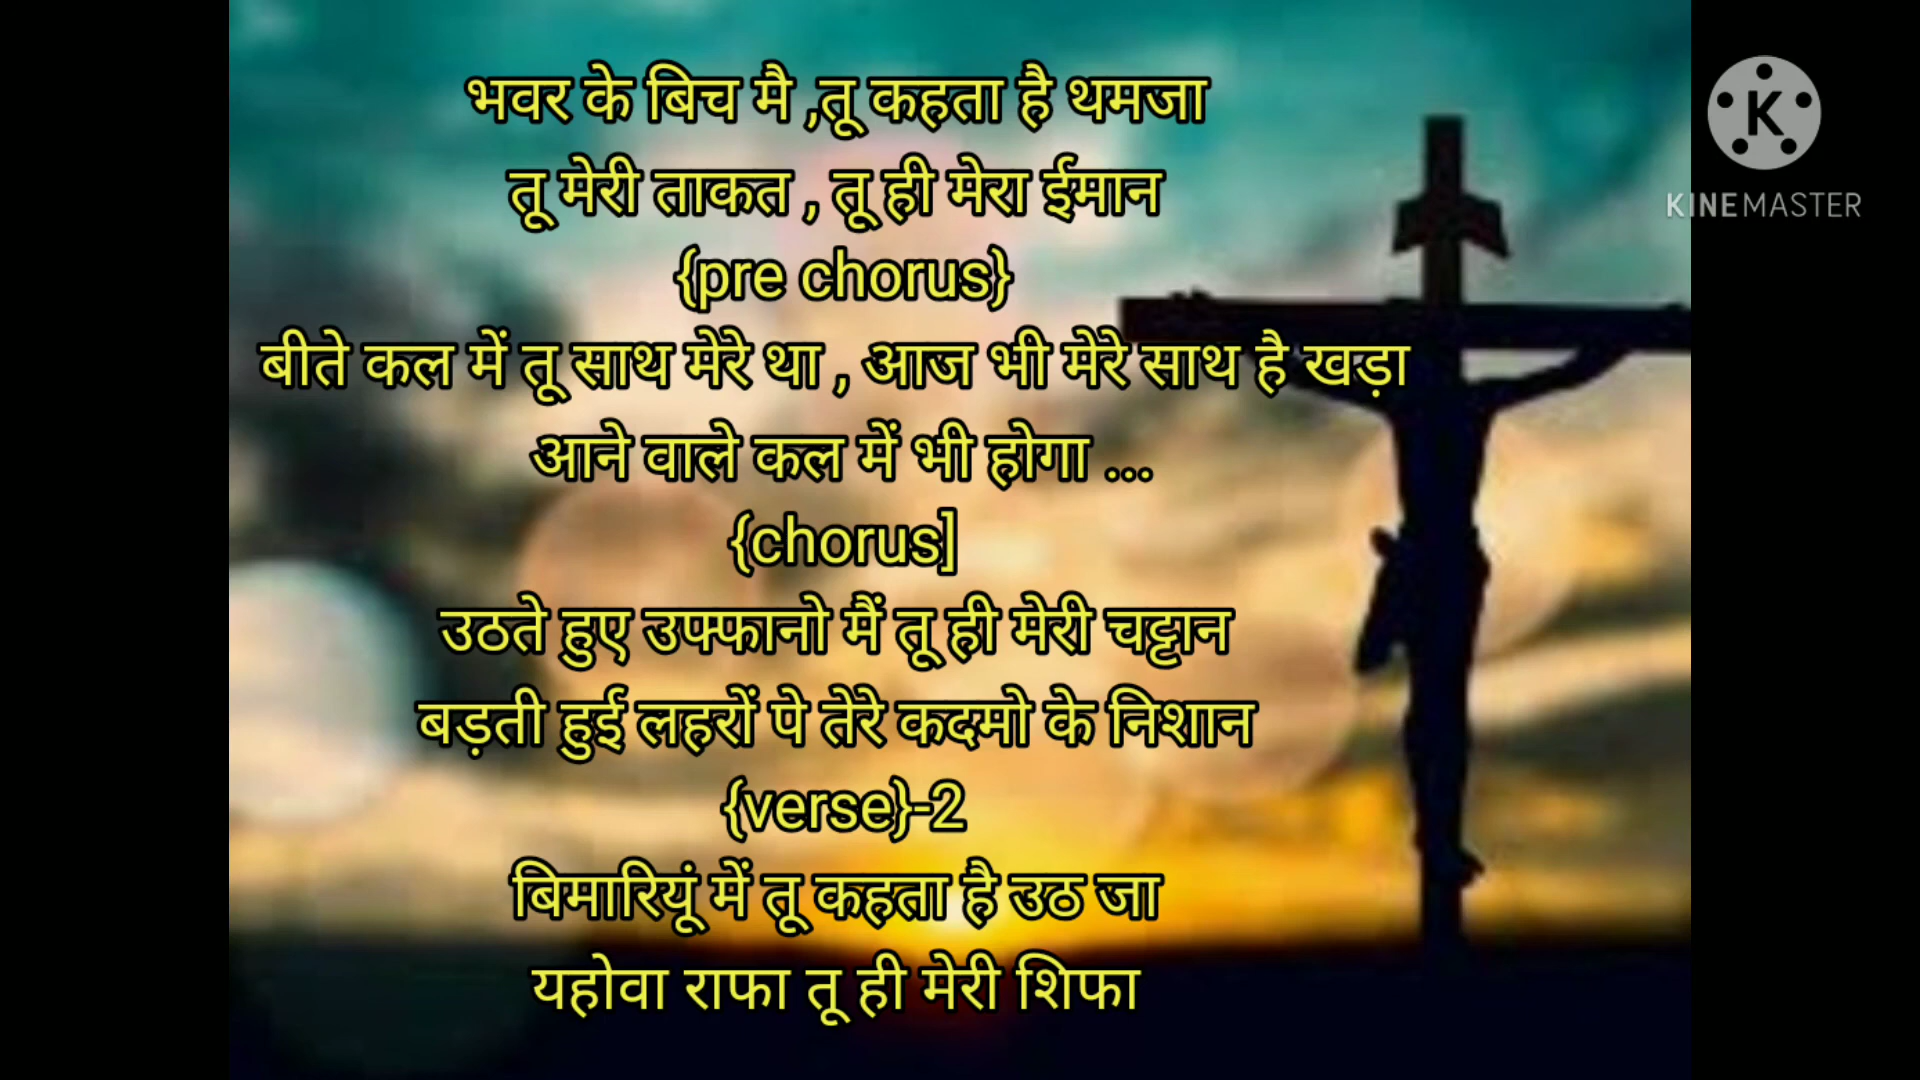 भवर के बिच मै ,तू कहता है थमजा
तू मेरी ताकत , तू ही मेरा ईमान
{pre chorus}
बीते कल में तू साथ मेरे था , आज भी मेरे साथ है खड़ा
आने वाले कल में भी होगा ...
{chorus]
उठते हुए उफ्फानो मैं तू ही मेरी चट्टान
बड़ती हुई लहरों पे तेरे कदमो के निशान
{verse}-2
बिमारियूं में तू कहता है उठ जा
यहोवा राफा तू ही मेरी शिफा
K
KINEMASTER